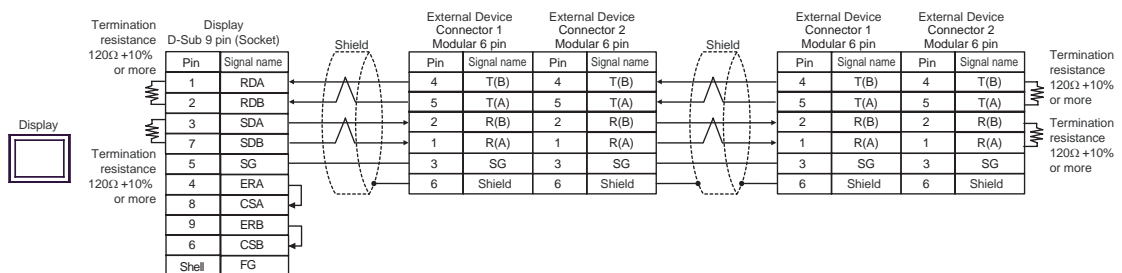 Display
Termination
resistance
120Ω +10%
or more
Termination
resistance
120Ω +10%
or more
Display
D-Sub 9 pin (Socket)
Pin Signal name
1 RDA
2 RDB
3 SDA
7 SDB
5 SG
4 ERA
8 CSA
9 ERB
6 CSB
Shell FG
Shield
External Device
Connector 1
Modular 6 pin
External Device
Connector 2
Modular 6 pin
Pin Signal name Pin Signal name
4 T(B) 4 T(B)
5 T(A) 5 T(A)
2 R(B) 2 R(B)
1 R(A) 1 R(A)
3 SG 3 SG
6 Shield 6 Shield
Shield
External Device
Connector 1
Modular 6 pin
External Device
Connector 2
Modular 6 pin
Pin Signal name Pin Signal name
4 T(B) 4 T(B)
5 T(A) 5 T(A)
2 R(B) 2 R(B)
1 R(A) 1 R(A)
3 SG 3 SG
6 Shield 6 Shield
Termination
resistance
120Ω +10%
or more
Termination
resistance
120Ω +10%
or more